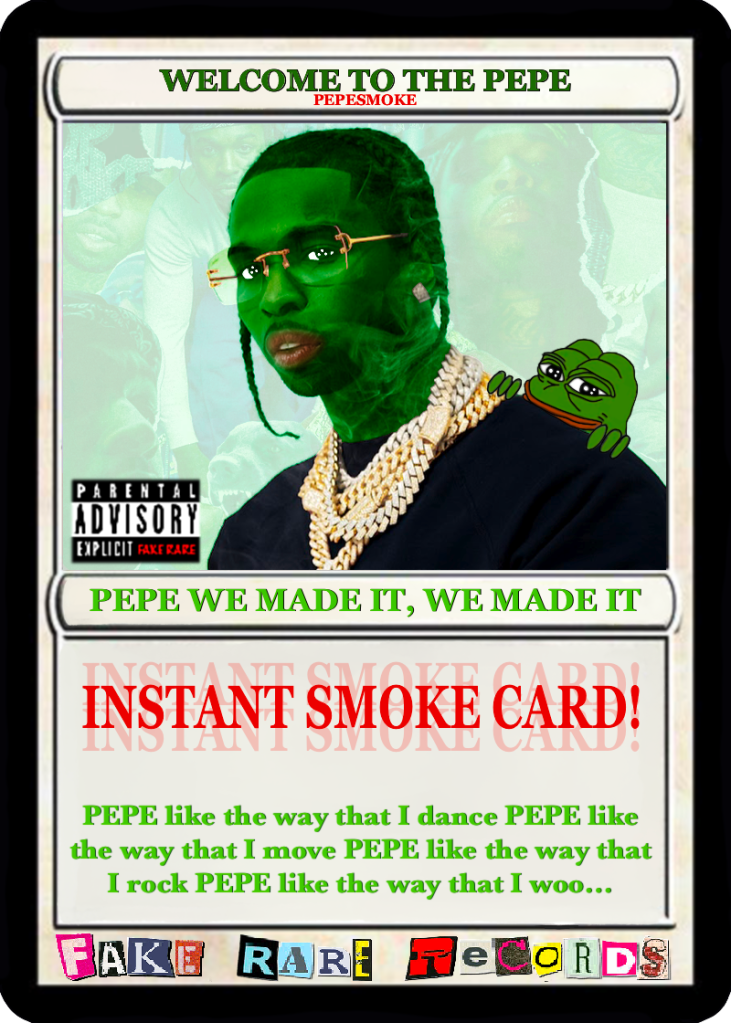 WELCOME TO THE PEPE
PEPESMOKE
PARENTAL
ADVISORY
EXPLICIT FAKE RARE
PEPE WE MADE IT, WE MADE IT
INSTANT SMOKE CARD!
PEPE like the way that I dance PEPE like
the way that I move PEPE like the way that
I rock PEPE like the way that I woo...
FAKE RARE ReCORDS